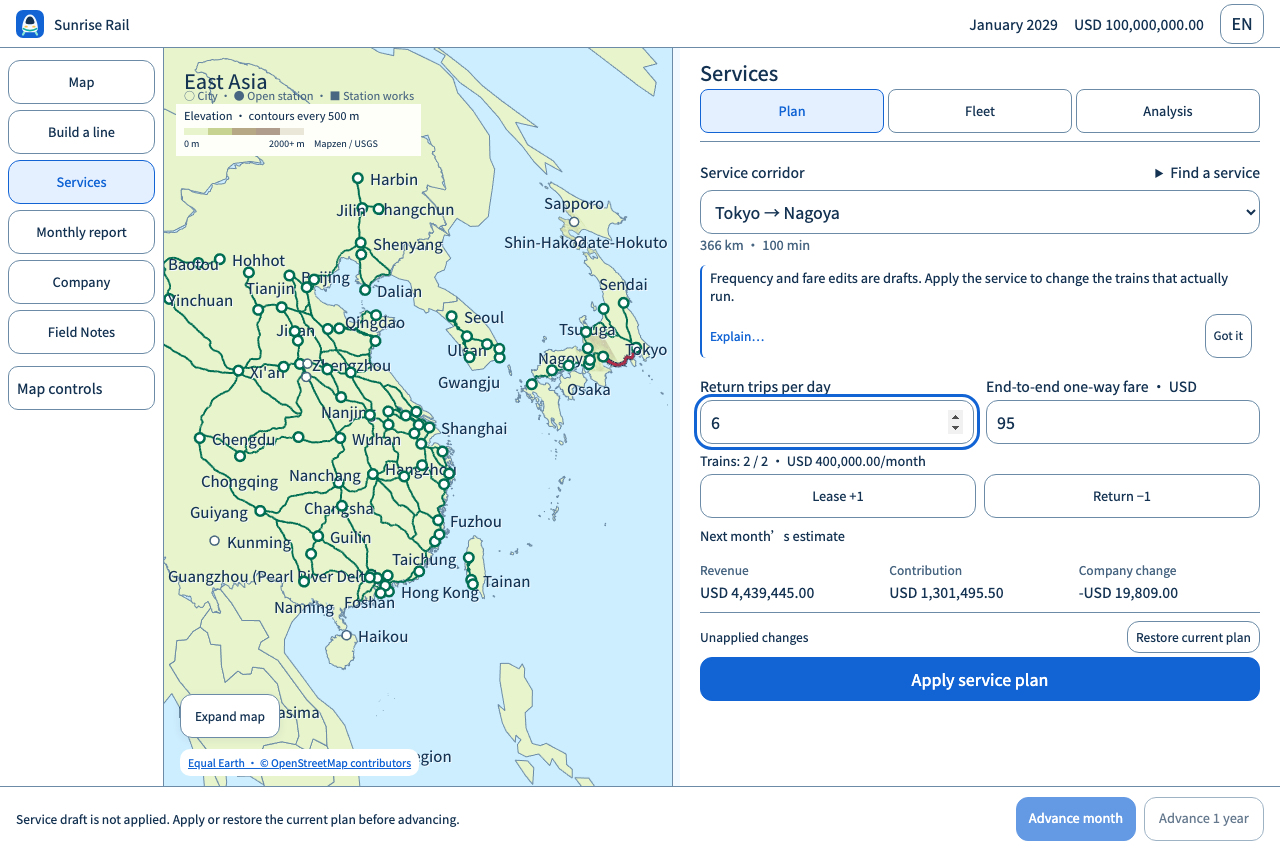 Sunrise Rail
January 2029 USD 100,000,000.00 EN
Map
Build a line
Services
Monthly report
Company
Field Notes
Map controls
East Asia
City • Open station • Station works
Elevation • contours every 500 m
0 m 2000+ m Mapzen / USGS
Harbin
Jilin
Changchun
Shenyang
Sapporo
Shin-Hakodate-Hokuto
Baotou
Hohhot
Beijing
Tianjin
Dalian
Yinchuan
Sendai
Jinan
Qingdao
Seoul
Tsuruga
Ulsan
Nagoya
Tokyo
Xi'an
Zhengzhou
Gwangju
Osaka
Nanjing
Shanghai
Chengdu
Wuhan
Chongqing
Nanchang
Hangzhou
Guiyang
Changsha
Fuzhou
Kunming
Guilin
Taichung
Guangzhou (Pearl River Delta
Tainan
Naming
Foshan
Hong Kong
Haikou
asima
egion
Expand map
Equal Earth • © OpenStreetMap contributors
Services
Plan
Fleet
Analysis
Service corridor
▶ Find a service
Tokyo → Nagoya
366 km • 100 min
Frequency and fare edits are drafts. Apply the service to change the trains that actually
run.
Explain…
Got it
Return trips per day
End-to-end one-way fare • USD
6
95
Trains: 2 / 2 • USD 400,000.00/month
Lease +1
Return −1
Next month’s estimate
Revenue
Contribution
Company change
USD 4,439,445.00
USD 1,301,495.50
-USD 19,809.00
Unapplied changes
Restore current plan
Apply service plan
Service draft is not applied. Apply or restore the current plan before advancing.
Advance month
Advance 1 year